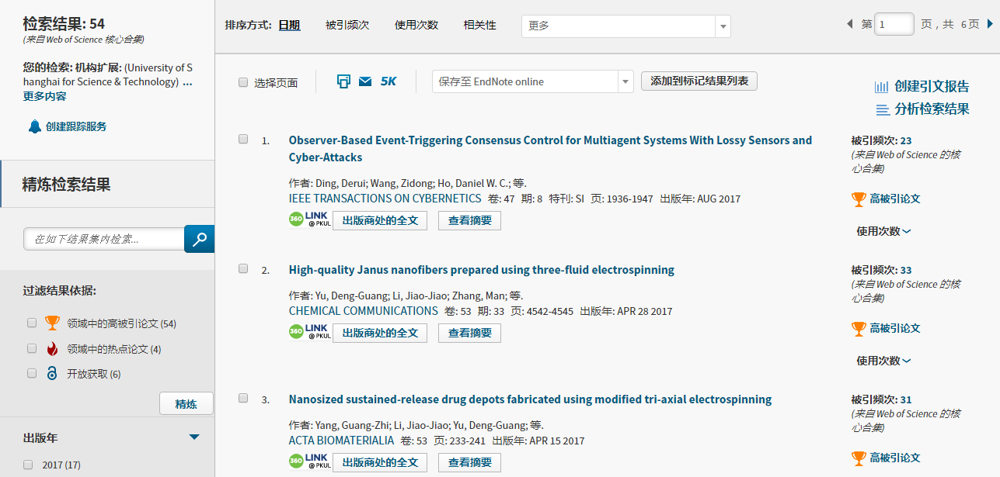 检索结果: 54
(来自 Web of Science 核心合集)
您的检索: 机构扩展: (University of S
hanghai for Science & Technology) ...
更多内容
创建跟踪服务
精炼检索结果
在如下结果集内检索...
过滤结果依据:
领域中的高被引论文 (54)
领域中的热点论文 (4)
开放获取 (6)
精炼
出版年
2017 (17)
排序方式: 日期 被引频次 使用次数 相关性 更多
第 1 页，共 6 页
选择页面 5K 保存至 EndNote online 添加到标记结果列表
创建引文报告
分析检索结果
1. Observer-Based Event-Triggering Consensus Control for Multiagent Systems With Lossy Sensors and
Cyber-Attacks
作者: Ding, Derui; Wang, Zidong; Ho, Daniel W. C.; 等.
IEEE TRANSACTIONS ON CYBERNETICS 卷: 47 期: 8 特刊: SI 页: 1936-1947 出版年: AUG 2017
360 LINK @ PKUL 出版商处的全文 查看摘要
被引频次: 23
(来自 Web of Science 的核
心合集)
高被引论文
使用次数
2. High-quality Janus nanofibers prepared using three-fluid electrospinning
作者: Yu, Deng-Guang; Li, Jiao-Jiao; Zhang, Man; 等.
CHEMICAL COMMUNICATIONS 卷: 53 期: 33 页: 4542-4545 出版年: APR 28 2017
360 LINK @ PKUL 出版商处的全文 查看摘要
被引频次: 33
(来自 Web of Science 的核
心合集)
高被引论文
使用次数
3. Nanosized sustained-release drug depots fabricated using modified tri-axial electrospinning
作者: Yang, Guang-Zhi; Li, Jiao-Jiao; Yu, Deng-Guang; 等.
ACTA BIOMATERIALIA 卷: 53 页: 233-241 出版年: APR 15 2017
360 LINK @ PKUL 出版商处的全文 查看摘要
被引频次: 31
(来自 Web of Science 的核
心合集)
高被引论文